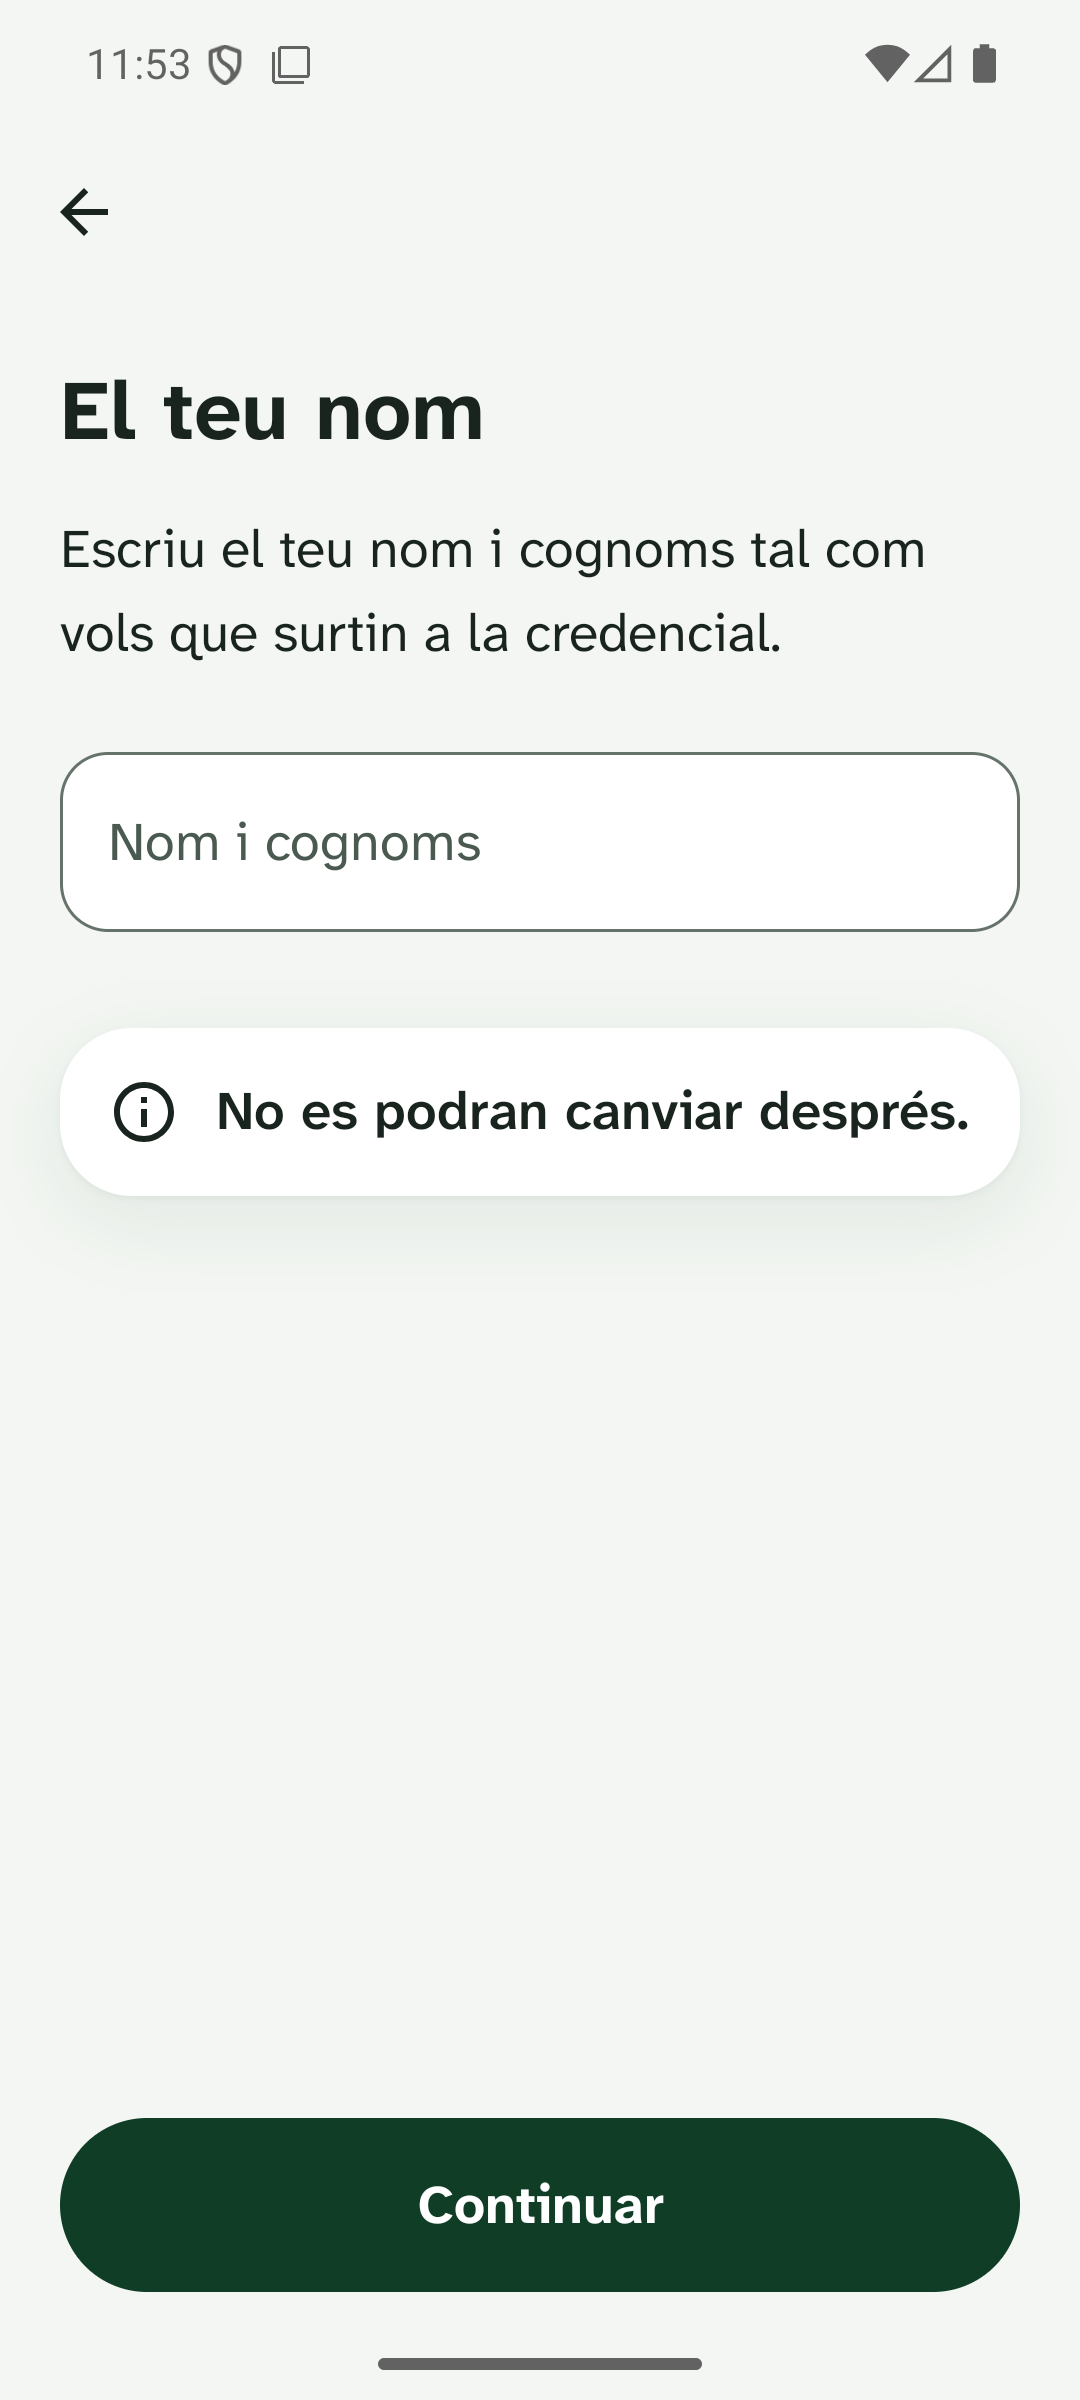 11:53
El teu nom
Escriu el teu nom i cognoms tal com
vols que surtin a la credencial.
Nom i cognoms
No es podran canviar després.
Continuar